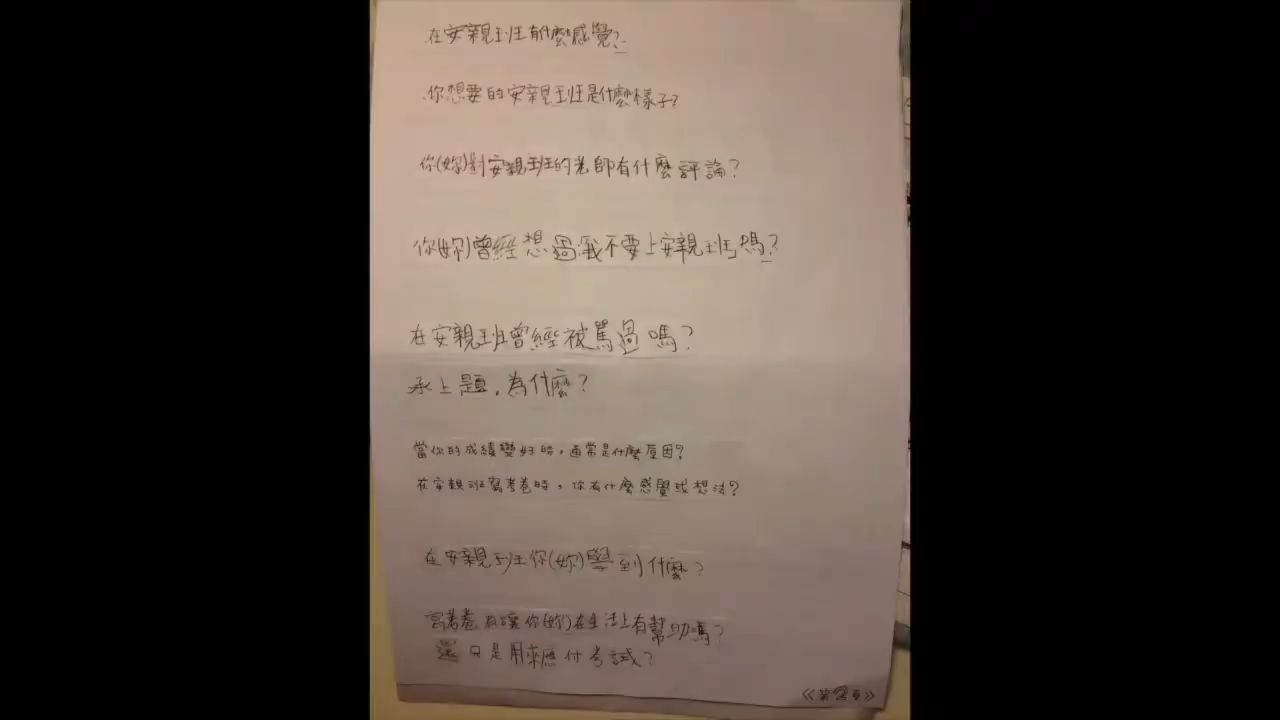 在安親班有什麼感覺?
你想要的安親班是什麼樣子?
你(妳)對安親班的老師有什麼評論?
你(妳)曾經想過我不要上安親班嗎?
在安親班曾經被罵過嗎?
承上題,為什麼?
當你的成績變好時,通常是什麼原因?
在安親班寫考卷時,你有什麼感覺或想法?
在安親班你(妳)學到什麼?
寫考卷有讓你(妳)在生活上有幫助嗎?
還只是用來應付考試?
《第2頁》